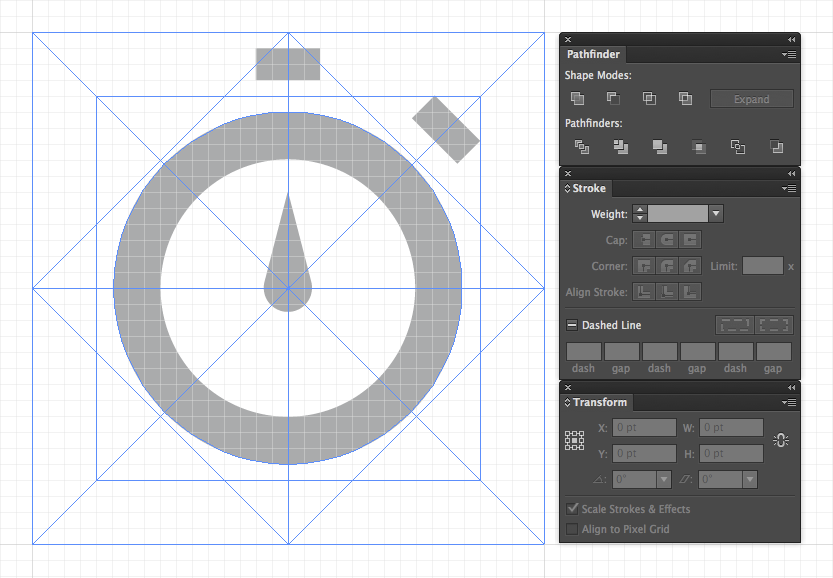 Pathfinder
Shape Modes:
Expand
Pathfinders:
Stroke
Weight:
Cap:
Corner: Limit: x
Align Stroke:
Dashed Line
dash gap dash gap dash gap
Transform
X: 0 pt W: 0 pt
Y: 0 pt H: 0 pt
0° 0°
Scale Strokes & Effects
Align to Pixel Grid